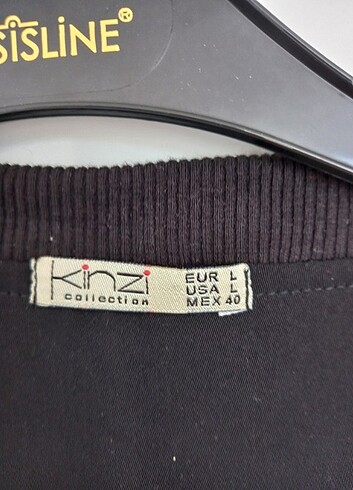 SISLINE®
Kinzi
collection
EUR L
USA L
MEX 40